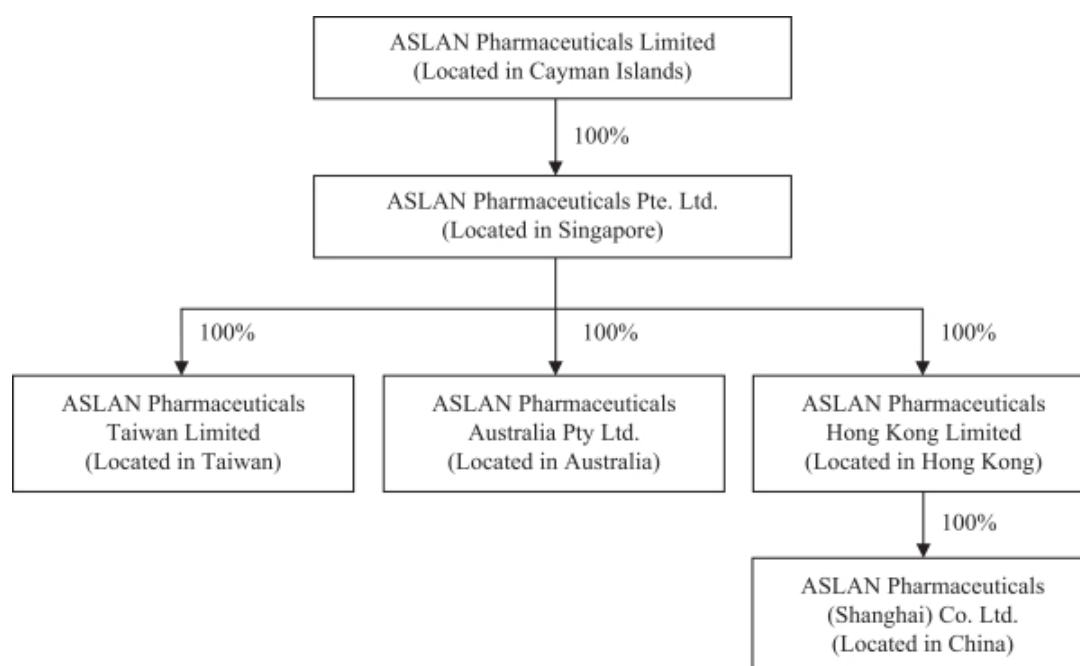 ASLAN Pharmaceuticals Limited
(Located in Cayman Islands)
100%
ASLAN Pharmaceuticals Pte. Ltd.
(Located in Singapore)
100%
100%
100%
ASLAN Pharmaceuticals
Taiwan Limited
(Located in Taiwan)
ASLAN Pharmaceuticals
Australia Pty Ltd.
(Located in Australia)
ASLAN Pharmaceuticals
Hong Kong Limited
(Located in Hong Kong)
100%
ASLAN Pharmaceuticals
(Shanghai) Co. Ltd.
(Located in China)